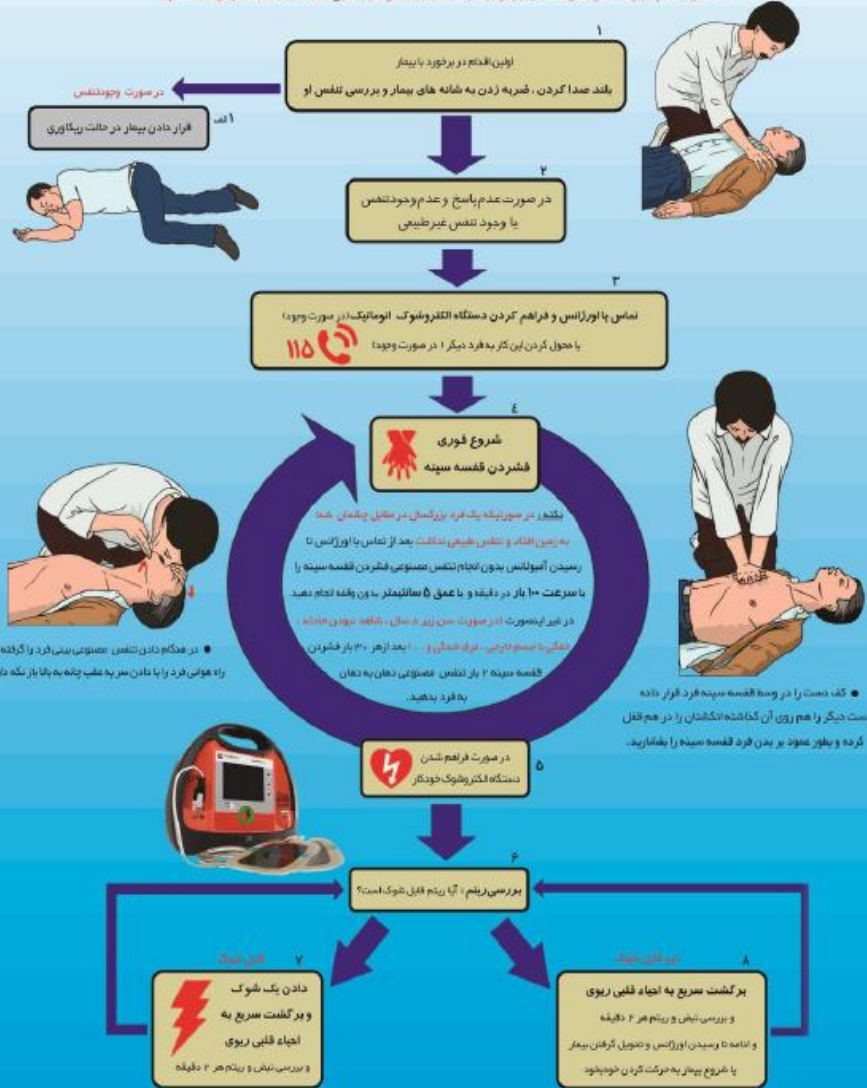 ۱
اولین اقدام در برخورد با بیمار
بلند صدا کردن ، ضربه زدن به شانه های بیمار و بررسی تنفس او
در صورت وجودتنفس
۱ الف
قرار دادن بیمار در حالت ریکاوری
۲
در صورت عدم پاسخ و عدم وجودتنفس
یا وجود تنفس غیرطبیعی
۳
تماس با اورژانس و فراهم کردن دستگاه الکتروشوک اتوماتیک (در صورت وجود)
یا محول کردن این کار به فرد دیگر ( در صورت وجود)
۱۱۵
٤
شروع فوری
فشردن قفسه سینه
نکته : در صورتیکه یک فرد بزرگسال در مقابل چشمان شما
به زمین افتاد و تنفس طبیعی نداشت بعد از تماس با اورژانس تا
رسیدن آمبولانس بدون انجام تنفس مصنوعی فشردن قفسه سینه را
با سرعت ۱۰۰ بار در دقیقه و با عمق ۵ سانتیمتر بدون وقفه انجام دهید
در غیر اینصورت (در صورت سن زیر سال ، شاهد نبودن حادثه ،
خفگی با جسم خارجی ، غرق شدگی و ... ) بعد از هر ۳۰ بار فشردن
قفسه سینه ۲ بار تنفس مصنوعی دهان به دهان
به فرد بدهید.
● در هنگام دادن تنفس مصنوعی بینی فرد را گرفته
راه هوائی فرد را با دادن سر به عقب چانه به بالا باز نگه
● کف دست را در وسط قفسه سینه فرد قرار داده
ست دیگر را هم روی آن گذاشته انگشتان را در هم قفل
کرده و بطور عمود بر بدن فرد قفسه سینه را بفشارید.
۵
در صورت فراهم شدن
دستگاه الکتروشوک خودکار
۶
بررسی ریتم : آیا ریتم قابل شوک است؟
قابل شوک
۷
دادن یک شوک
و برگشت سریع به
احیاء قلبی ریوی
و بررسی نبض و ریتم هر ۲ دقیقه
غیر قابل شوک
۸
برگشت سریع به احیاء قلبی ریوی
و بررسی نبض و ریتم هر ۲ دقیقه
و ادامه تا رسیدن اورژانس و تحویل گرفتن بیمار
یا شروع بیمار به حرکت کردن خودبخود